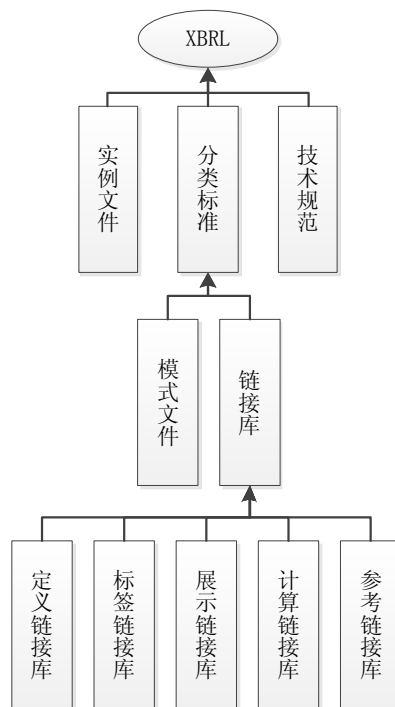 XBRL
实例文件
分类标准
技术规范
模式文件
链接库
定义链接库
标签链接库
展示链接库
计算链接库
参考链接库